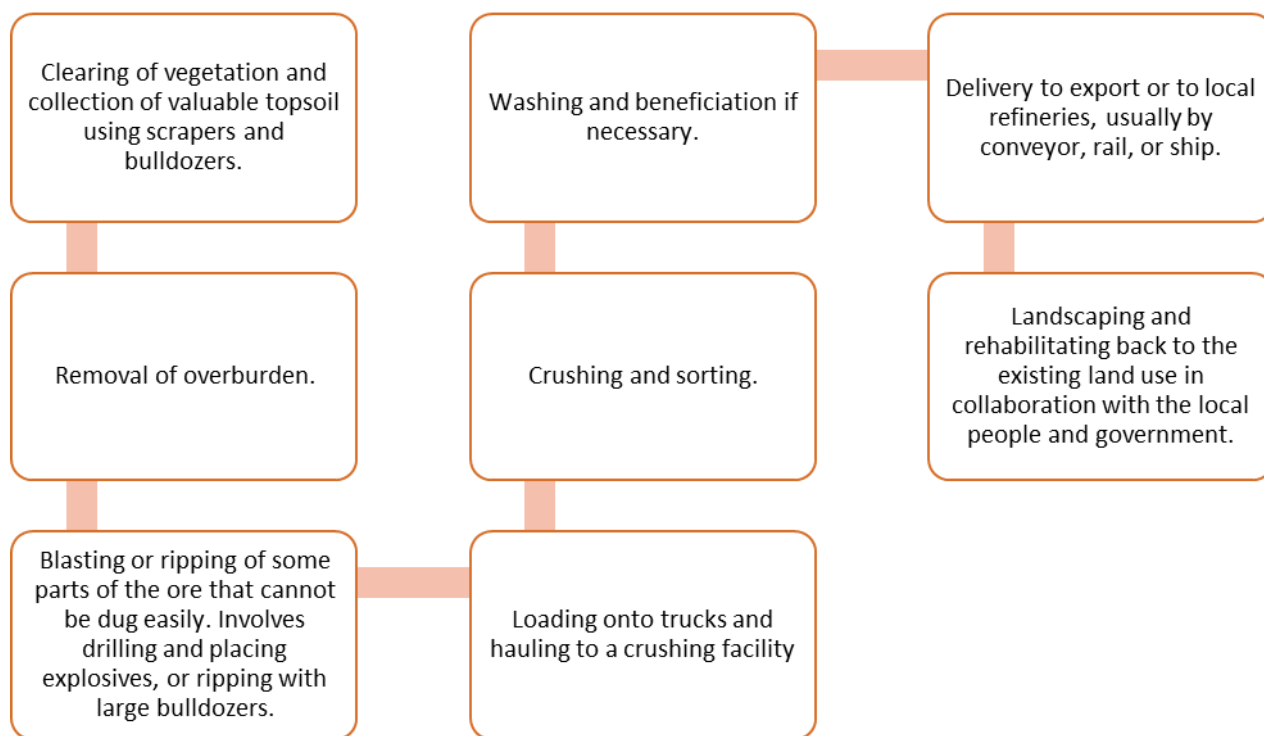 Clearing of vegetation and
collection of valuable topsoil
using scrapers and
bulldozers.
Removal of overburden.
Blasting or ripping of some
parts of the ore that cannot
be dug easily. Involves
drilling and placing
explosives, or ripping with
large bulldozers.
Loading onto trucks and
hauling to a crushing facility
Crushing and sorting.
Washing and beneficiation if
necessary.
Delivery to export or to local
refineries, usually by
conveyor, rail, or ship.
Landscaping and
rehabilitating back to the
existing land use in
collaboration with the local
people and government.